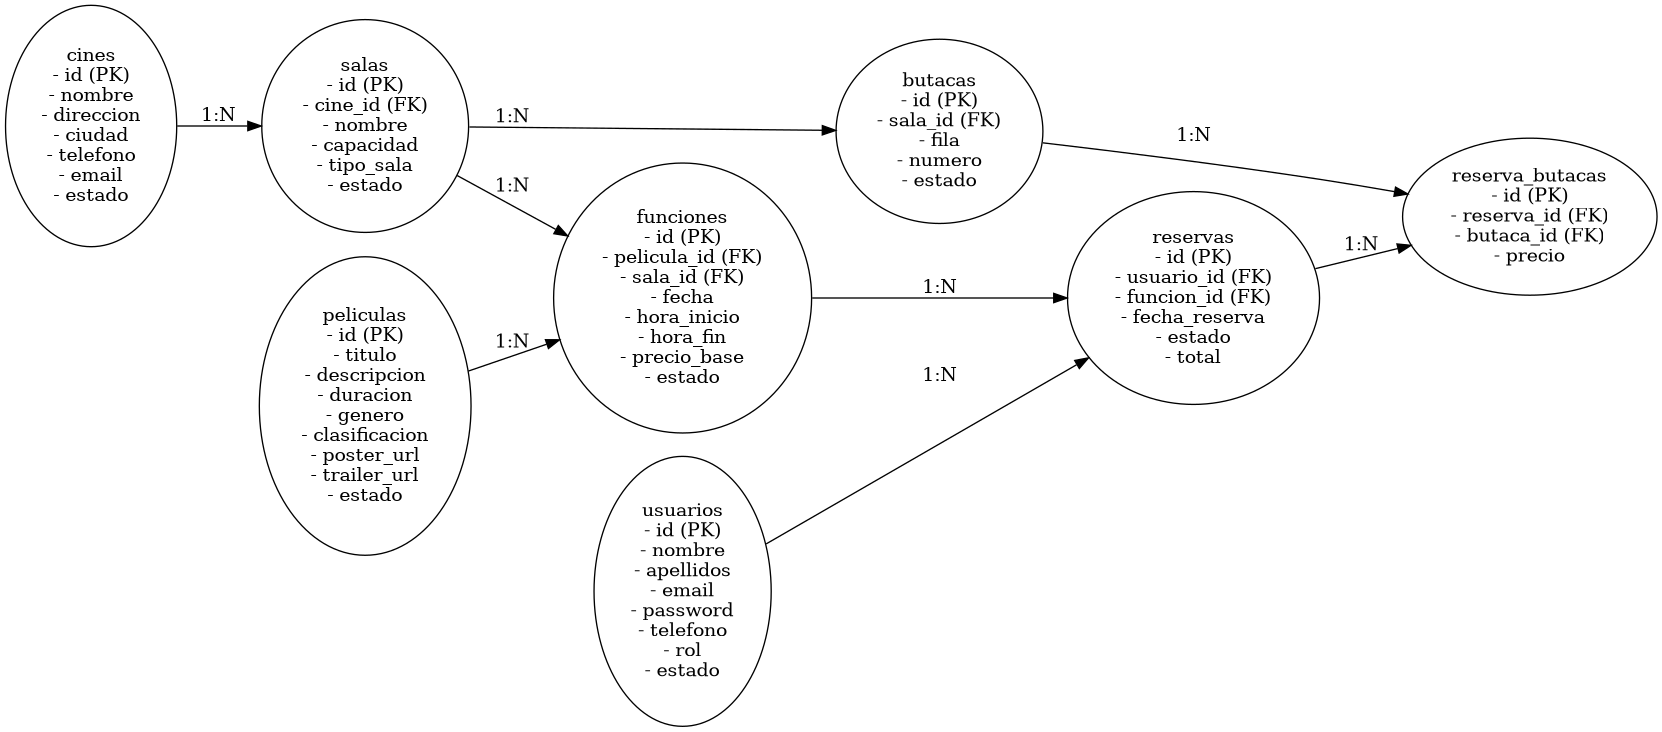 cines
- id (PK)
- nombre
- direccion
- ciudad
- telefono
- email
- estado
1:N
salas
- id (PK)
- cine_id (FK)
- nombre
- capacidad
- tipo_sala
- estado
1:N
1:N
peliculas
- id (PK)
- titulo
- descripcion
- duracion
- genero
- clasificacion
- poster_url
- trailer_url
- estado
1:N
funciones
- id (PK)
- pelicula_id (FK)
- sala_id (FK)
- fecha
- hora_inicio
- hora_fin
- precio_base
- estado
1:N
usuarios
- id (PK)
- nombre
- apellidos
- email
- password
- telefono
- rol
- estado
1:N
butacas
- id (PK)
- sala_id (FK)
- fila
- numero
- estado
1:N
reservas
- id (PK)
- usuario_id (FK)
- funcion_id (FK)
- fecha_reserva
- estado
- total
1:N
reserva_butacas
- id (PK)
- reserva_id (FK)
- butaca_id (FK)
- precio